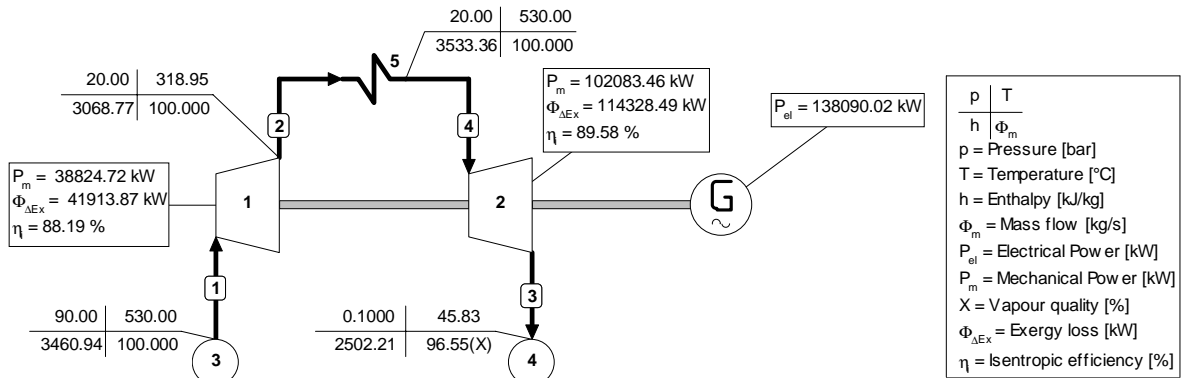 20.00 530.00
3533.36 100.000
5
20.00 318.95
3068.77 100.000
2
4
P_m = 102083.46 kW
Φ_ΔEx = 114328.49 kW
η = 89.58 %
P_el = 138090.02 kW
P_m = 38824.72 kW
Φ_ΔEx = 41913.87 kW
η = 88.19 %
1
2
G
~
1
3
90.00 530.00
3460.94 100.000
3
0.1000 45.83
2502.21 96.55(X)
4
p T
h Φ_m
p = Pressure [bar]
T = Temperature [°C]
h = Enthalpy [kJ/kg]
Φ_m = Mass flow [kg/s]
P_el = Electrical Power [kW]
P_m = Mechanical Power [kW]
X = Vapour quality [%]
Φ_ΔEx = Exergy loss [kW]
η = Isentropic efficiency [%]